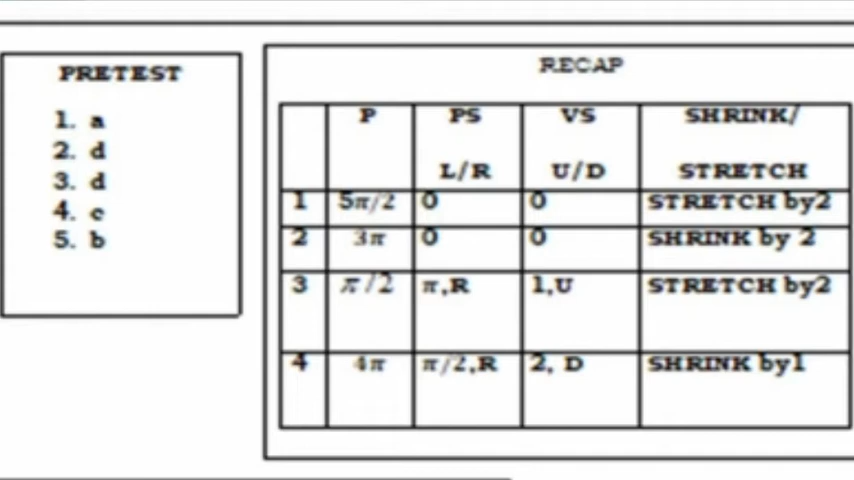 PRETEST
1. a
2. d
3. d
4. c
5. b
RECAP
P PS L/R VS U/D SHRINK/ STRETCH
1 5π/2 0 0 STRETCH by2
2 3π 0 0 SHRINK by 2
3 π/2 π,R 1,U STRETCH by2
4 4π π/2,R 2, D SHRINK by1